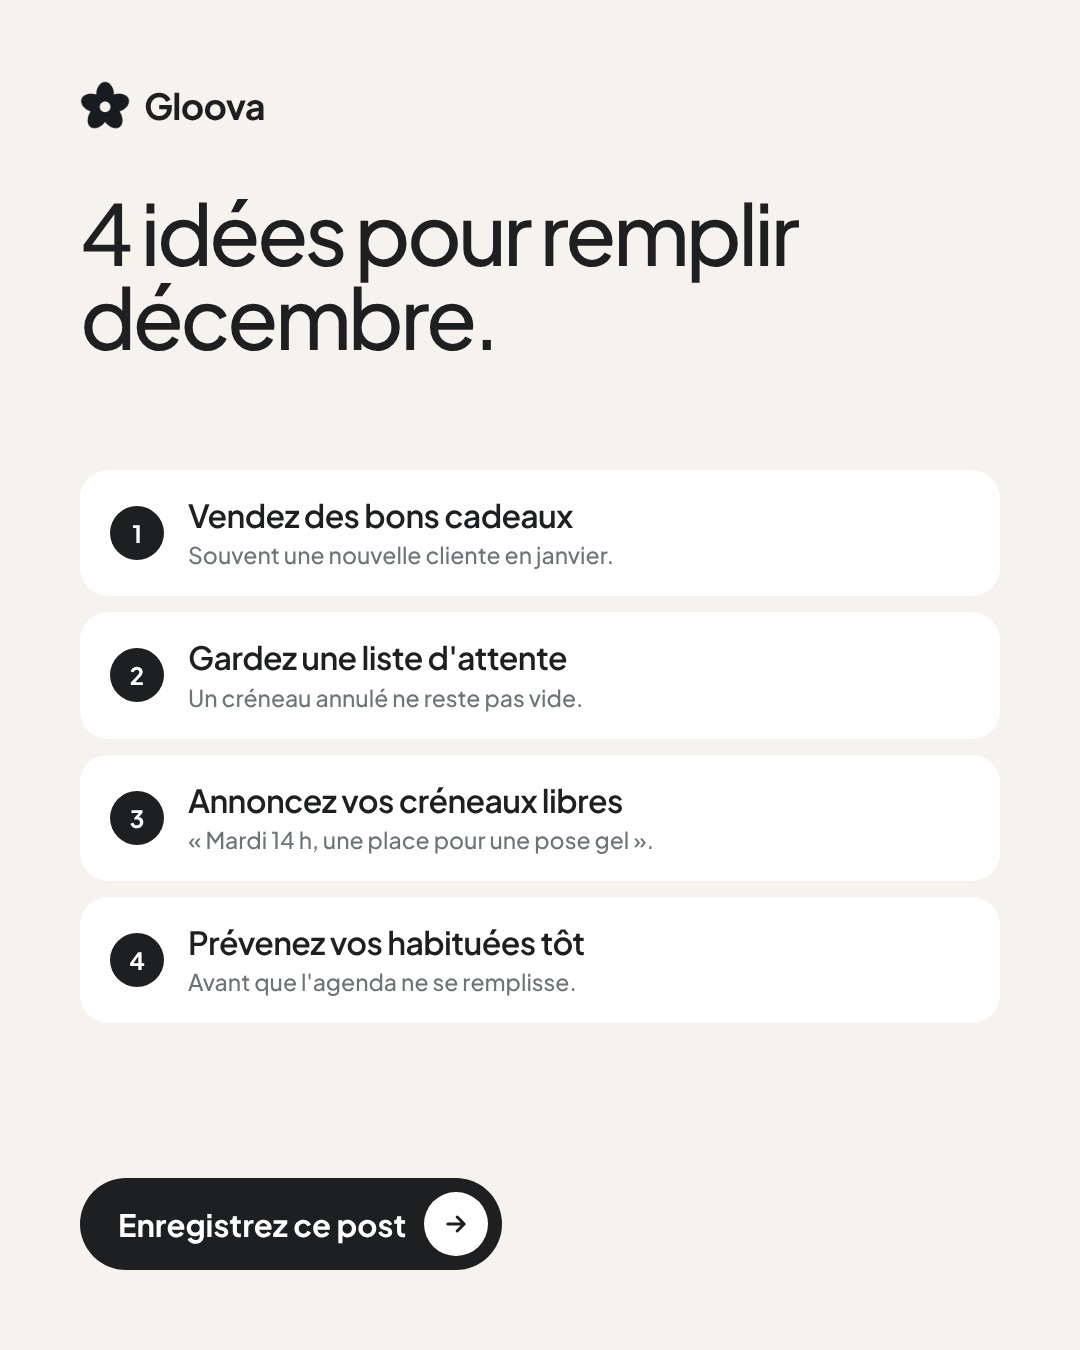 Gloova
4 idées pour remplir
décembre.
1
Vendez des bons cadeaux
Souvent une nouvelle cliente en janvier.
2
Gardez une liste d'attente
Un créneau annulé ne reste pas vide.
3
Annoncez vos créneaux libres
« Mardi 14 h, une place pour une pose gel ».
4
Prévenez vos habituées tôt
Avant que l'agenda ne se remplisse.
Enregistrez ce post